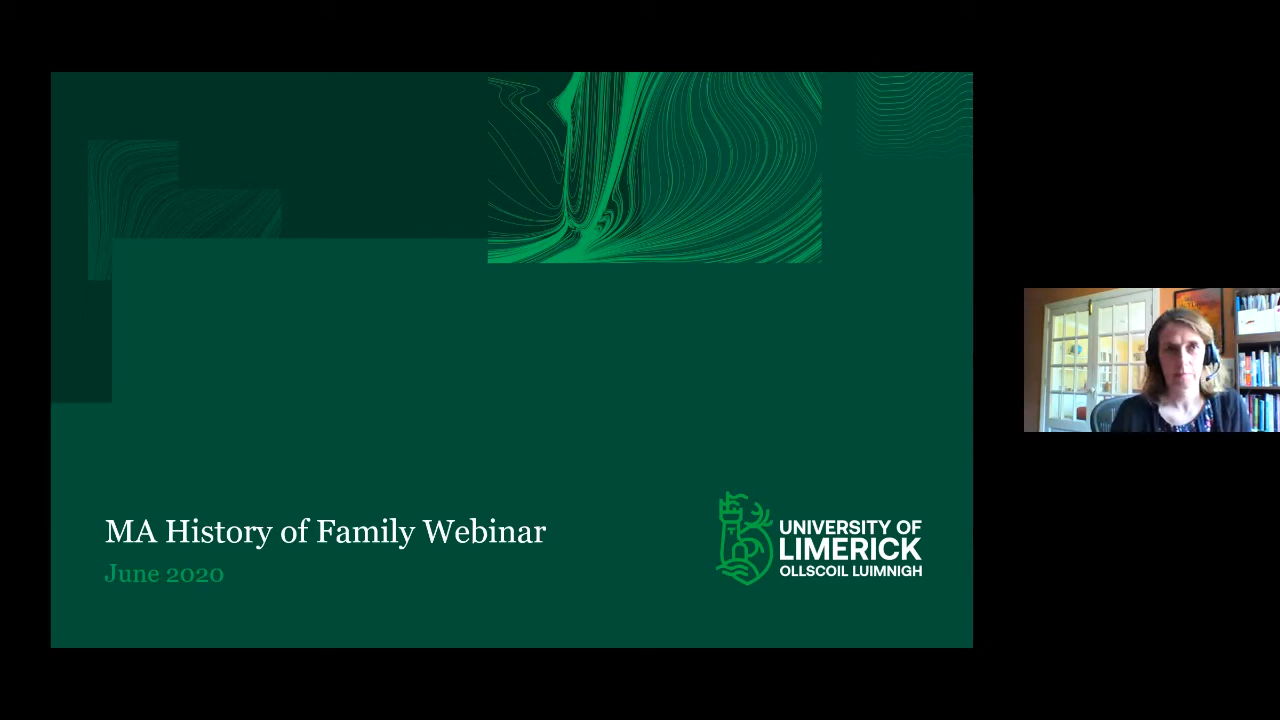 MA History of Family Webinar
June 2020
UNIVERSITY OF
LIMERICK
OLLSCOIL LUIMNIGH